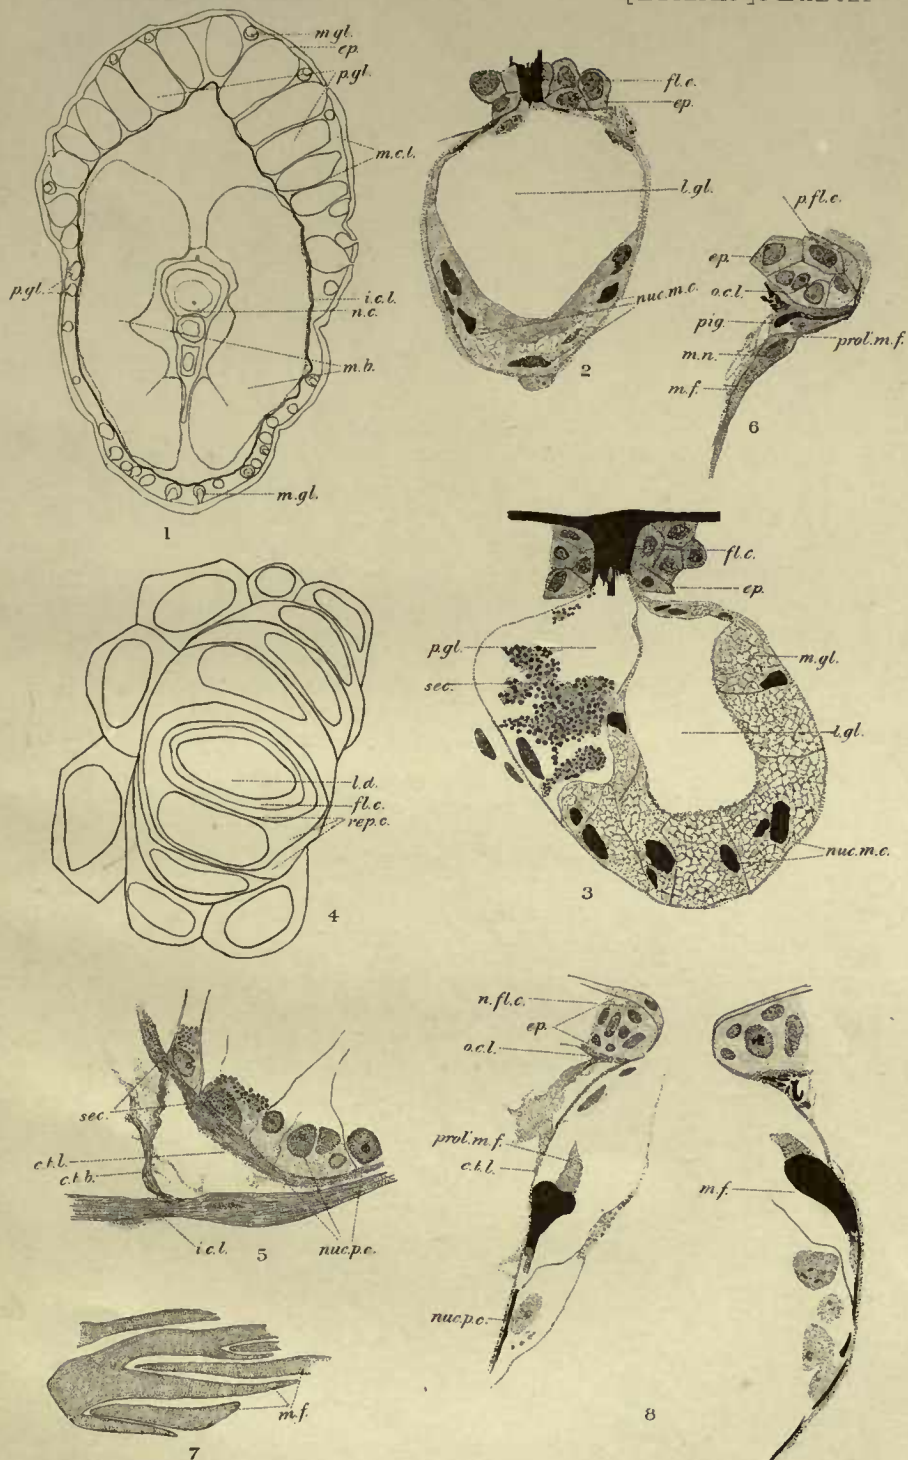 m.gl.
ep.
p.gl.
m.c.l.
p.gl.
i.c.l.
n.c.
m.b.
m.gl.
1
fl.c.
ep.
l.gl.
nuc.m.c.
2
p.fl.c.
ep.
o.c.l.
pig.
prol.m.f.
m.n.
m.f.
6
fl.c.
ep.
p.gl.
m.gl.
sec.
l.gl.
nuc.m.c.
3
l.d.
fl.c.
rep.c.
4
sec.
c.t.l.
c.t.b.
i.c.l.
5
nuc.p.c.
n.fl.c.
ep.
o.c.l.
prol.m.f.
c.t.l.
m.f.
nuc.p.c.
8
m.f.
7